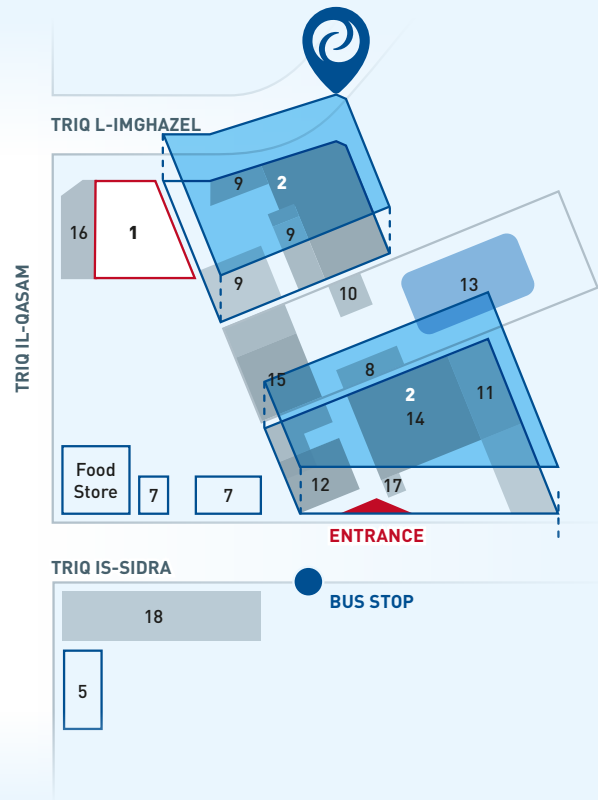 TRIQ L-IMGHAZEL
9
2
16
1
9
9
10
13
TRIQ IL-QASAM
8
15
2
11
14
Food
Store
12
17
7
7
ENTRANCE
TRIQ IS-SIDRA
BUS STOP
18
5